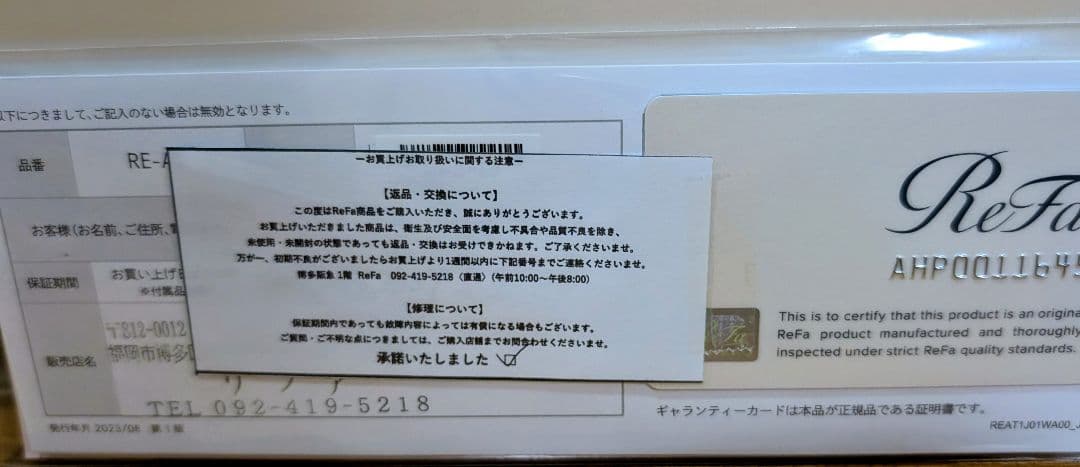 以下につきまして、ご記入のない場合は無効となります。
品番
RE-A
お客様(お名前、ご住所、
保証期間
お買い上げ
※付属品
販売店名
〒812-0012
福岡市博多
リファ
TEL 092-419-5218
発行年月 2023/06 第1版
ーお買上げお取り扱いに関する注意ー
【返品・交換について】
この度はReFa商品をご購入いただき、誠にありがとうございます。
お買上げいただきました商品は、衛生及び安全面を考慮し不具合や品質不良を除き、
未使用・未開封の状態であっても返品・交換はお受けできかねます。ご了承くださいませ。
万が一、初期不良がございましたらお買上げより1週間以内に下記番号までご連絡くださいませ。
博多阪急 1階 ReFa 092-419-5218(直通)(午前10:00～午後8:00)
【修理について】
保証期間内であっても故障内容によっては有償になる場合もございます。
ご質問・ご不明な点につきましては、ご購入店舗までお問合わせくださいませ。
承諾いたしました
ReFa
AHP0011645
This is to certify that this product is an origina
ReFa product manufactured and thoroughly
inspected under strict ReFa quality standards.
ギャランティーカードは本品が正規品である証明書です。
REAT1J01WA00_J